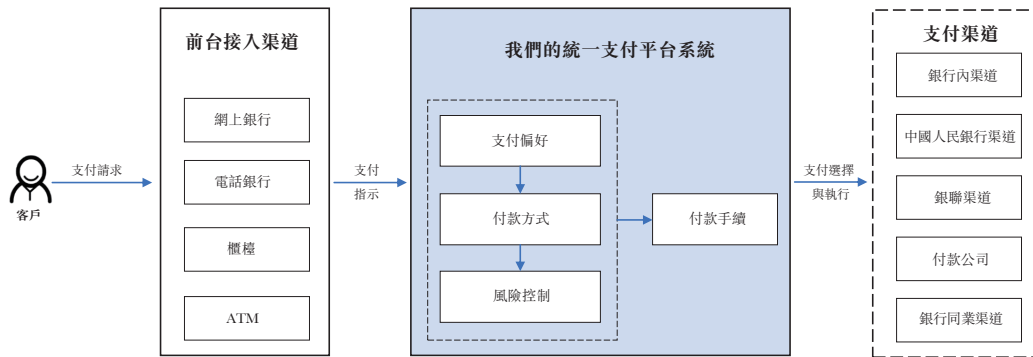 客戶
支付請求
前台接入渠道
網上銀行
電話銀行
櫃檯
ATM
支付
指示
我們的統一支付平台系統
支付偏好
付款方式
風險控制
付款手續
支付選擇
與執行
支付渠道
銀行內渠道
中國人民銀行渠道
銀聯渠道
付款公司
銀行同業渠道